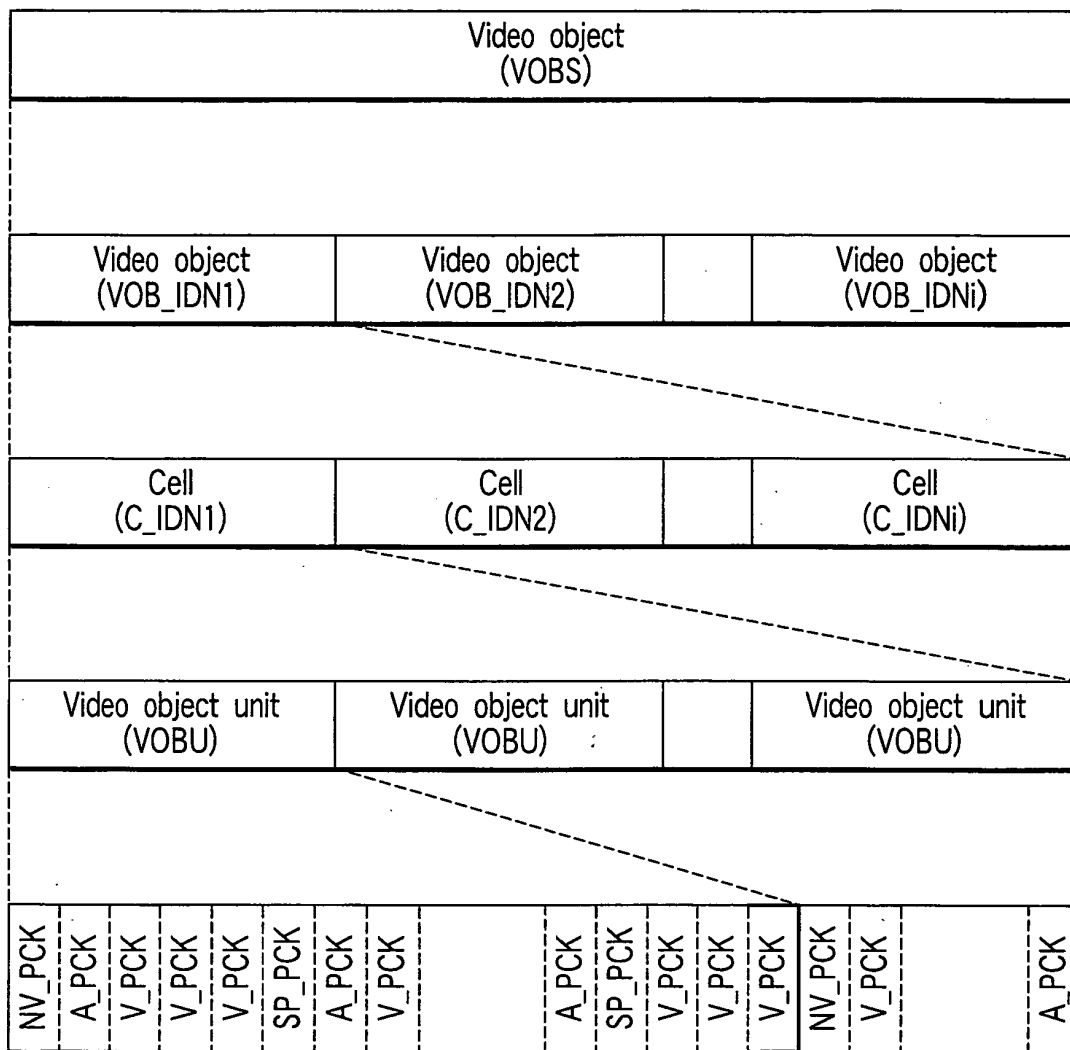 Video object
(VOBS)
Video object
(VOB_IDN1)
Video object
(VOB_IDN2)
Video object
(VOB_IDNi)
Cell
(C_IDN1)
Cell
(C_IDN2)
Cell
(C_IDNi)
Video object unit
(VOBU)
Video object unit
(VOBU)
Video object unit
(VOBU)
NV_PCK
A_PCK
V_PCK
V_PCK
V_PCK
SP_PCK
A_PCK
V_PCK
A_PCK
SP_PCK
V_PCK
V_PCK
V_PCK
NV_PCK
V_PCK
A_PCK